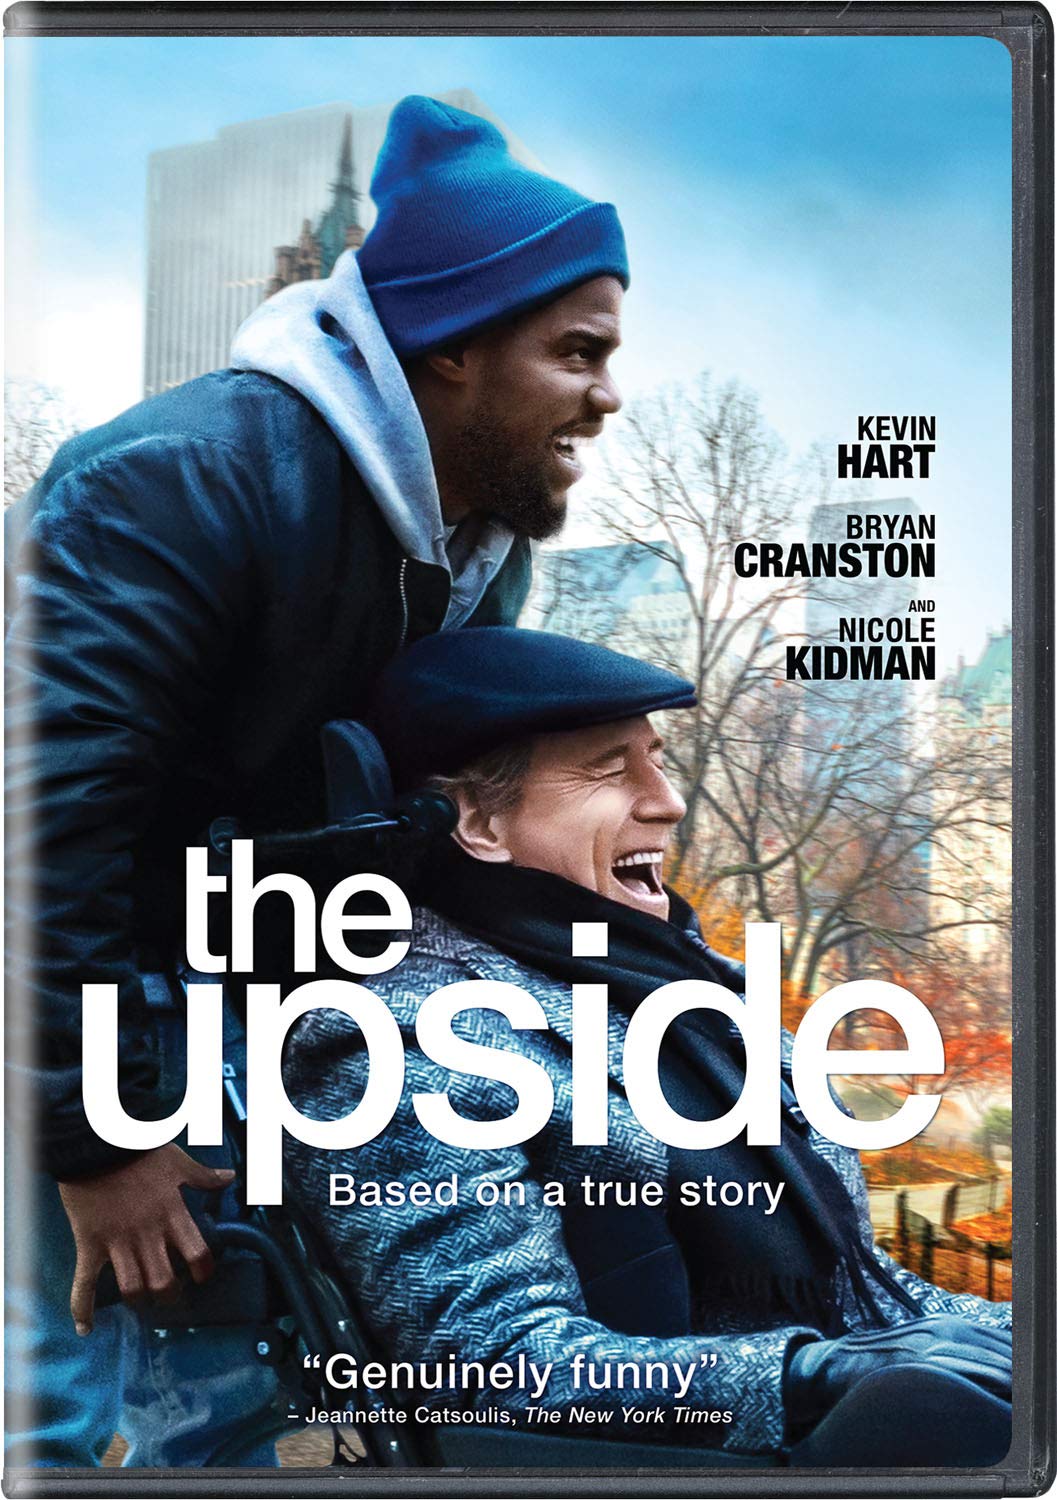 KEVIN
HART
BRYAN
CRANSTON
AND
NICOLE
KIDMAN
the
upside
Based on a true story
“Genuinely funny”
– Jeannette Catsoulis, The New York Times